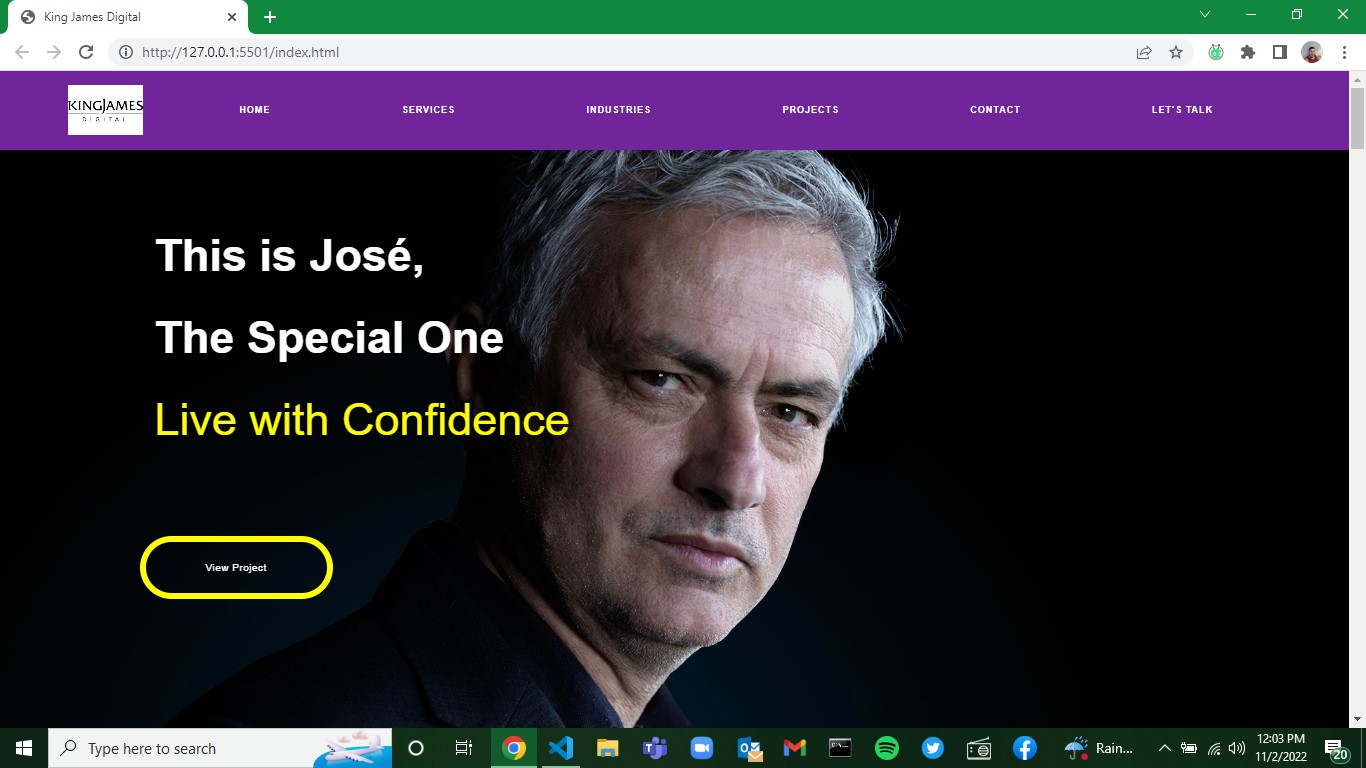 King James Digital
http://127.0.0.1:5501/index.html
KINGJAMES
DIGITAL
HOME
SERVICES
INDUSTRIES
PROJECTS
CONTACT
LET'S TALK
This is José,
The Special One
Live with Confidence
View Project
Type here to search
Rain...
12:03 PM
11/2/2022
20